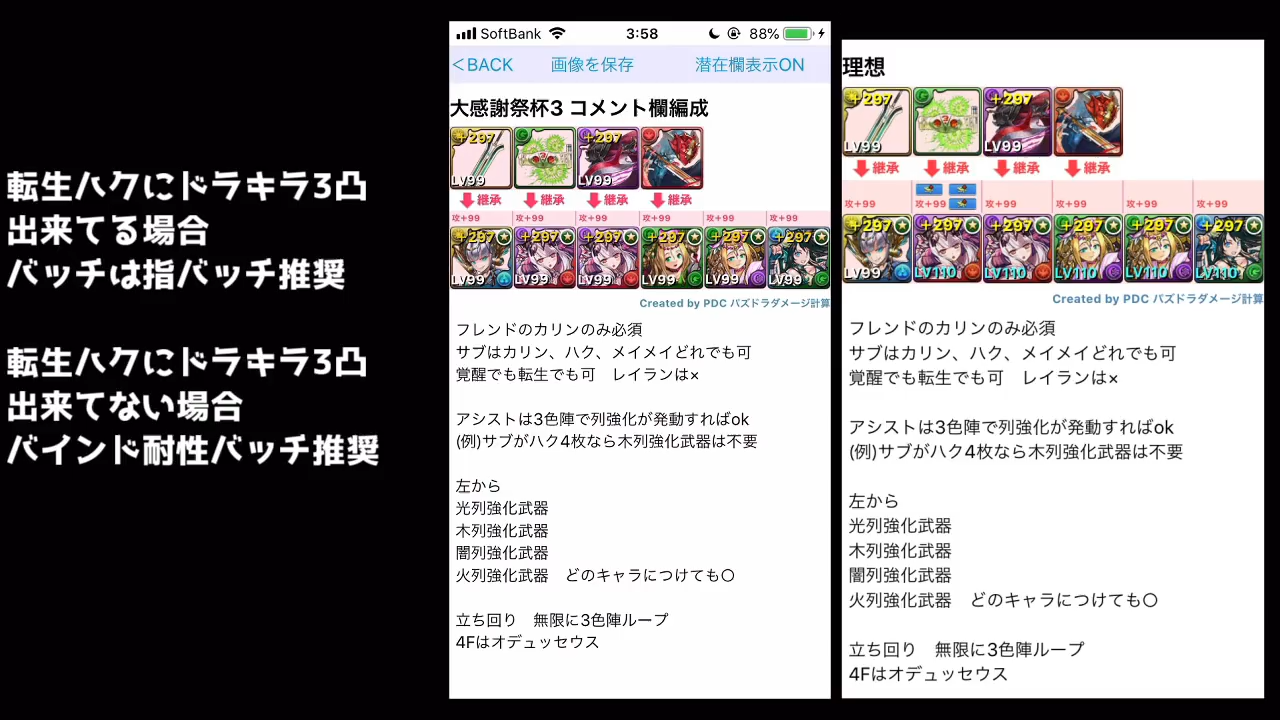 転生ハクにドラキラ3凸
出来てる場合
バッチは指バッチ推奨
転生ハクにドラキラ3凸
出来てない場合
バインド耐性バッチ推奨
SoftBank 3:58 88%
<BACK 画像を保存 潜在欄表示ON
大感謝祭杯3 コメント欄編成
+297 +297
LV99 LV99
継承 継承 継承 継承
攻+99 攻+99 攻+99 攻+99 攻+99 攻+99
+297 +297 +297 +297 +297 +297
LV99 LV99 LV99 LV99 LV99 LV99
Created by PDC パズドラダメージ計算
フレンドのカリンのみ必須
サブはカリン、ハク、メイメイどれでも可
覚醒でも転生でも可　レイランは×
アシストは3色陣で列強化が発動すればok
(例)サブがハク4枚なら木列強化武器は不要
左から
光列強化武器
木列強化武器
闇列強化武器
火列強化武器　どのキャラにつけても〇
立ち回り　無限に3色陣ループ
4Fはオデュッセウス
理想
+297 +297
LV99 LV99
継承 継承 継承 継承
攻+99 攻+99 攻+99 攻+99 攻+99 攻+99
+297 +297 +297 +297 +297 +297
LV99 LV110 LV110 LV110 LV110 LV110
Created by PDC パズドラダメージ計算
フレンドのカリンのみ必須
サブはカリン、ハク、メイメイどれでも可
覚醒でも転生でも可　レイランは×
アシストは3色陣で列強化が発動すればok
(例)サブがハク4枚なら木列強化武器は不要
左から
光列強化武器
木列強化武器
闇列強化武器
火列強化武器　どのキャラにつけても〇
立ち回り　無限に3色陣ループ
4Fはオデュッセウス